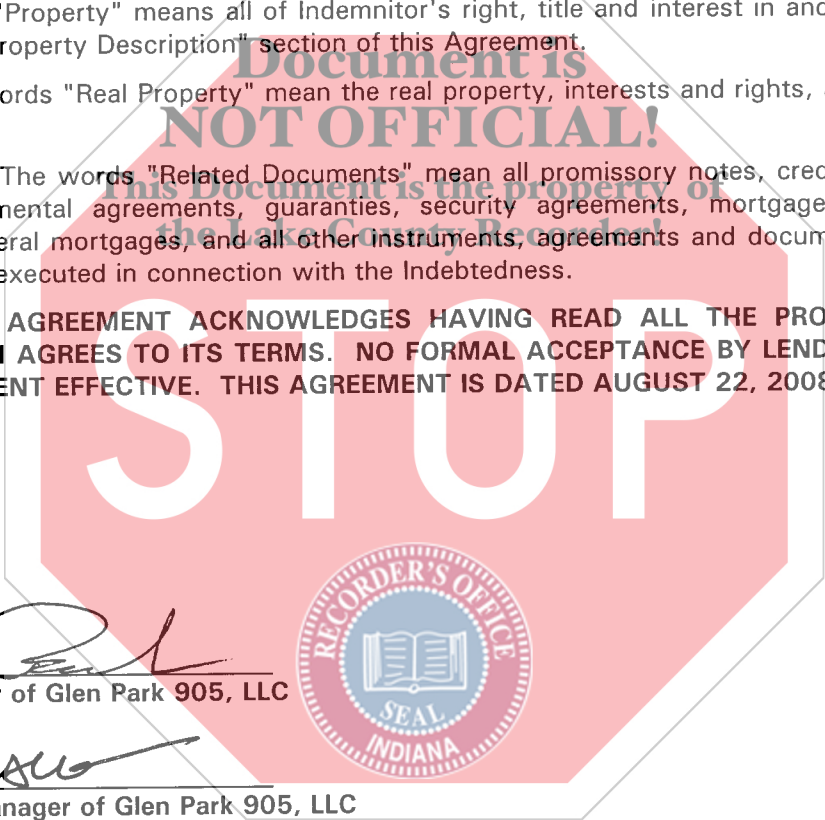 "Property" means all of Indemnitor's right, title and interest in and
roperty Description" section of this Agreement.
Document is
ords "Real Property" mean the real property, interests and rights,
NOT OFFICIAL!
The words "Related Documents" mean all promissory notes, cred
This Document is the property of
mental agreements, guaranties, security agreements, mortgage
the Lake County Recorder!
eral mortgages, and all other instruments, agreements and docum
executed in connection with the Indebtedness.
AGREEMENT ACKNOWLEDGES HAVING READ ALL THE PRO
AGREES TO ITS TERMS. NO FORMAL ACCEPTANCE BY LEND
ENT EFFECTIVE. THIS AGREEMENT IS DATED AUGUST 22, 2008
STOP
RECORDER'S OFFICE
SEAL
INDIANA
of Glen Park 905, LLC
nager of Glen Park 905, LLC